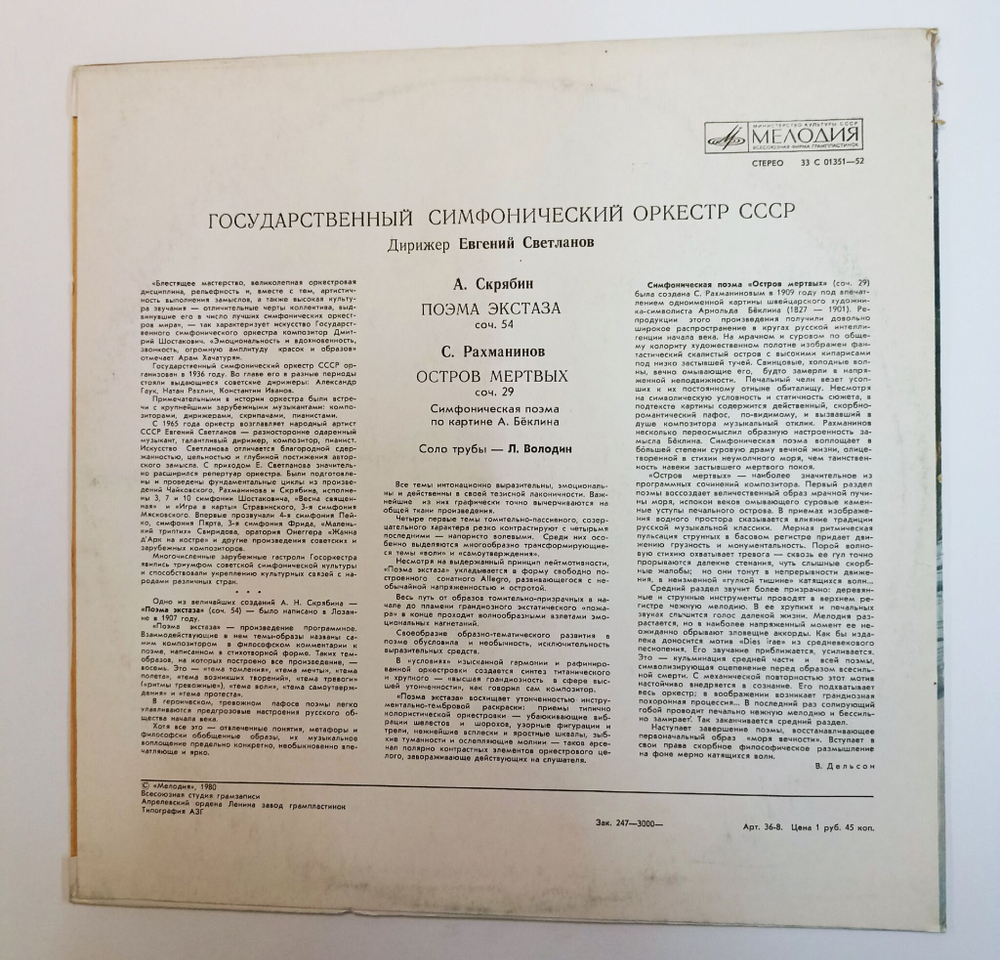 МИНИСТЕРСТВО КУЛЬТУРЫ СССР
МЕЛОДИЯ
ВСЕСОЮЗНАЯ ФИРМА ГРАМПЛАСТИНОК
СТЕРЕО 33 С 01351—52
ГОСУДАРСТВЕННЫЙ СИМФОНИЧЕСКИЙ ОРКЕСТР СССР
Дирижер Евгений Светланов
«Блестящее мастерство, великолепная оркестровая
дисциплина, рельефность и, вместе с тем, артистич-
ность выполнения замыслов, а также высокая культу-
ра звучания — отличительные черты коллектива, выд-
винувшие его в число лучших симфонических оркест-
ров мира», — так характеризует искусство Государст-
венного симфонического оркестра композитор Дмит-
рий Шостакович. «Эмоциональность и вдохновенность,
звонкость, огромную амплитуду красок и образов»
отмечает Арам Хачатурян.
Государственный симфонический оркестр СССР ор-
ганизован в 1936 году. Во главе его в разные периоды
стояли выдающиеся советские дирижеры: Александр
Гаук, Натан Рахлин, Константин Иванов.
Примечательными в истории оркестра были встре-
чи с крупнейшими зарубежными музыкантами: компо-
зиторами, дирижерами, скрипачами, пианистами.
С 1965 года оркестр возглавляет народный артист
СССР Евгений Светланов — разносторонне одаренный
музыкант, талантливый дирижер, композитор, пианист.
Искусство Светланова отличается благородной сдер-
жанностью, цельностью и глубиной постижения автор-
ского замысла. С приходом Е. Светланова значитель-
но расширился репертуар оркестра. Были подготовле-
ны и проведены фундаментальные циклы из произве-
дений Чайковского, Рахманинова и Скрябина, исполне-
ны 3, 7 и 10 симфонии Шостаковича, «Весна священ-
ная» и «Игра в карты» Стравинского, 3-я симфония
Мясковского. Впервые прозвучали 4-я симфония Пей-
ко, симфония Пярта, 3-я симфония Фрида, «Малень-
кий триптих» Свиридова, оратория Онеггера «Жанна
д'Арк на костре» и другие произведения советских и
зарубежных композиторов.
Многочисленные зарубежные гастроли Госоркестра
явились триумфом советской симфонической культуры
и способствовали укреплению культурных связей с на-
родами различных стран.
• • •
Одно из величайших созданий А. Н. Скрябина —
«Поэма экстаза» (соч. 54) — было написано в Лозан-
не в 1907 году.
«Поэма экстаза» — произведение программное.
Взаимодействующие в нем темы-образы названы са-
мим композитором в философском комментарии к
поэме, написанном в стихотворной форме. Таких тем-
образов, на которых построено все произведение, —
восемь. Это — «тема томления», «тема мечты», «тема
полета», «тема возникших творений», «тема тревоги»
(«ритмы тревожные»), «тема воли», «тема самоутверж-
дения» и «тема протеста».
В героическом, тревожном пафосе поэмы легко
улавливаются предгрозовые настроения русского об-
щества начала века.
Хотя все это — отвлеченные понятия, метафоры и
философски обобщенные образы, их музыкальное
воплощение предельно конкретно, необыкновенно впе-
чатляюще и ярко.
А. Скрябин
ПОЭМА ЭКСТАЗА
соч. 54
С. Рахманинов
ОСТРОВ МЕРТВЫХ
соч. 29
Симфоническая поэма
по картине А. Бёклина
Соло трубы — Л. Володин
Все темы интонационно выразительны, эмоциональ-
ны и действенны в своей тезисной лаконичности. Важ-
нейшие из них графически точно вычерчиваются на
общей ткани произведения.
Четыре первые темы томительно-пассивного, созер-
цательного характера резко контрастируют с четырьмя
последними — напористо волевыми. Среди них осо-
бенно выделяются многообразно трансформирующие-
ся темы «воли» и «самоутверждения».
Несмотря на выдержанный принцип лейтмотивности,
«Поэма экстаза» укладывается в форму свободно по-
строенного сонатного Allegro, развивающегося с не-
обычайной напряженностью и остротой.
Весь путь от образов томительно-призрачных в на-
чале до пламени грандиозного экстатического «пожа-
ра» в конце проходит волнообразными взлетами эмо-
циональных нагнетаний.
Своеобразие образно-тематического развития в
поэме обусловила и необычность, исключительность
выразительных средств.
В «условиях» изысканной гармонии и рафиниро-
ванной оркестровки создается синтез титанического
и хрупкого — «высшая грандиозность в сфере выс-
шей утонченности», как говорил сам композитор.
«Поэма экстаза» восхищает утонченностью инстру-
ментально-тембровой раскраски: приемы типично
колористической оркестровки — убаюкивающие виб-
рации шелестов и шорохов, узорные фигурации и
трели, нежнейшие всплески и яростные шквалы, зыб-
кие туманности и ослепляющие молнии — таков арсе-
нал полярно контрастных элементов оркестрового це-
лого, завораживающе действующих на слушателя.
Симфоническая поэма «Остров мертвых» (соч. 29)
была создана С. Рахманиновым в 1909 году под впечат-
лением одноименной картины швейцарского художни-
ка-символиста Арнольда Бёклина (1827 — 1901). Ре-
продукции этого произведения получили довольно
широкое распространение в кругах русской интелли-
генции начала века. На мрачном и суровом по обще-
му колориту художественном полотне изображен фан-
тастический скалистый остров с высокими кипарисами
под низко застывшей тучей. Свинцовые, холодные вол-
ны, вечно омывающие его, будто замерли в напря-
женной неподвижности. Печальный челн везет усоп-
ших к их постоянному отныне обиталищу. Несмотря
на символическую условность и статичность сюжета, в
подтексте картины содержится действенный, скорбно-
романтический пафос, по-видимому, и вызвавший в
душе композитора музыкальный отклик. Рахманинов
несколько переосмыслил образную настроенность за-
мысла Бёклина. Симфоническая поэма воплощает в
большей степени суровую драму вечной жизни, олице-
творенной в стихии неумолчного моря, чем таинствен-
ность навеки застывшего мертвого покоя.
«Остров мертвых» — наиболее значительное из
программных сочинений композитора. Первый раздел
поэмы воссоздает величественный образ мрачной пучи-
ны моря, испокон веков омывающего суровые камен-
ные уступы печального острова. В приемах изображе-
ния водного простора сказывается влияние традиции
русской музыкальной классики. Мерная ритмическая
пульсация струнных в басовом регистре придает дви-
жению грузность и монументальность. Порой волно-
вую стихию охватывает тревога — сквозь ее гул точно
прорываются далекие стенания, чуть слышные скорб-
ные жалобы; но они тонут в непрерывности движе-
ния, в неизменной «гулкой тишине» катящихся волн...
Средний раздел звучит более призрачно: деревян-
ные и струнные инструменты проводят в верхнем ре-
гистре чежную мелодию. В ее хрупких и печальных
звуках слышится голос далекой жизни. Мелодия раз-
растается, но в наиболее напряженный момент ее не-
ожиданно обрывают зловещие аккорды. Как бы изда-
лека доносится мотив «Dies irae» из средневекового
песнопения. Его звучание приближается, усиливается.
Это — кульминация средней части и всей поэмы,
символизирующая оцепенение перед образом всесиль-
ной смерти. С механической повторностью этот мотив
настойчиво внедряется в сознание. Его подхватывает
весь оркестр; в воображении возникает грандиозная
похоронная процессия... В последний раз солирующий
гобой проводит печально нежную мелодию и бессиль-
но замирает. Так заканчивается средний раздел.
Наступает завершение поэмы, восстанавливающее
первоначальный образ «моря вечности». Вступает в
свои права скорбное философическое размышление
на фоне мерно катящихся волн.
В. Дельсон
© «Мелодия», 1980
Всесоюзная студия грамзаписи
Апрелевский ордена Ленина завод грампластинок
Типография АЗГ
Зак. 247—3000—
Арт. 36-8. Цена 1 руб. 45 коп.